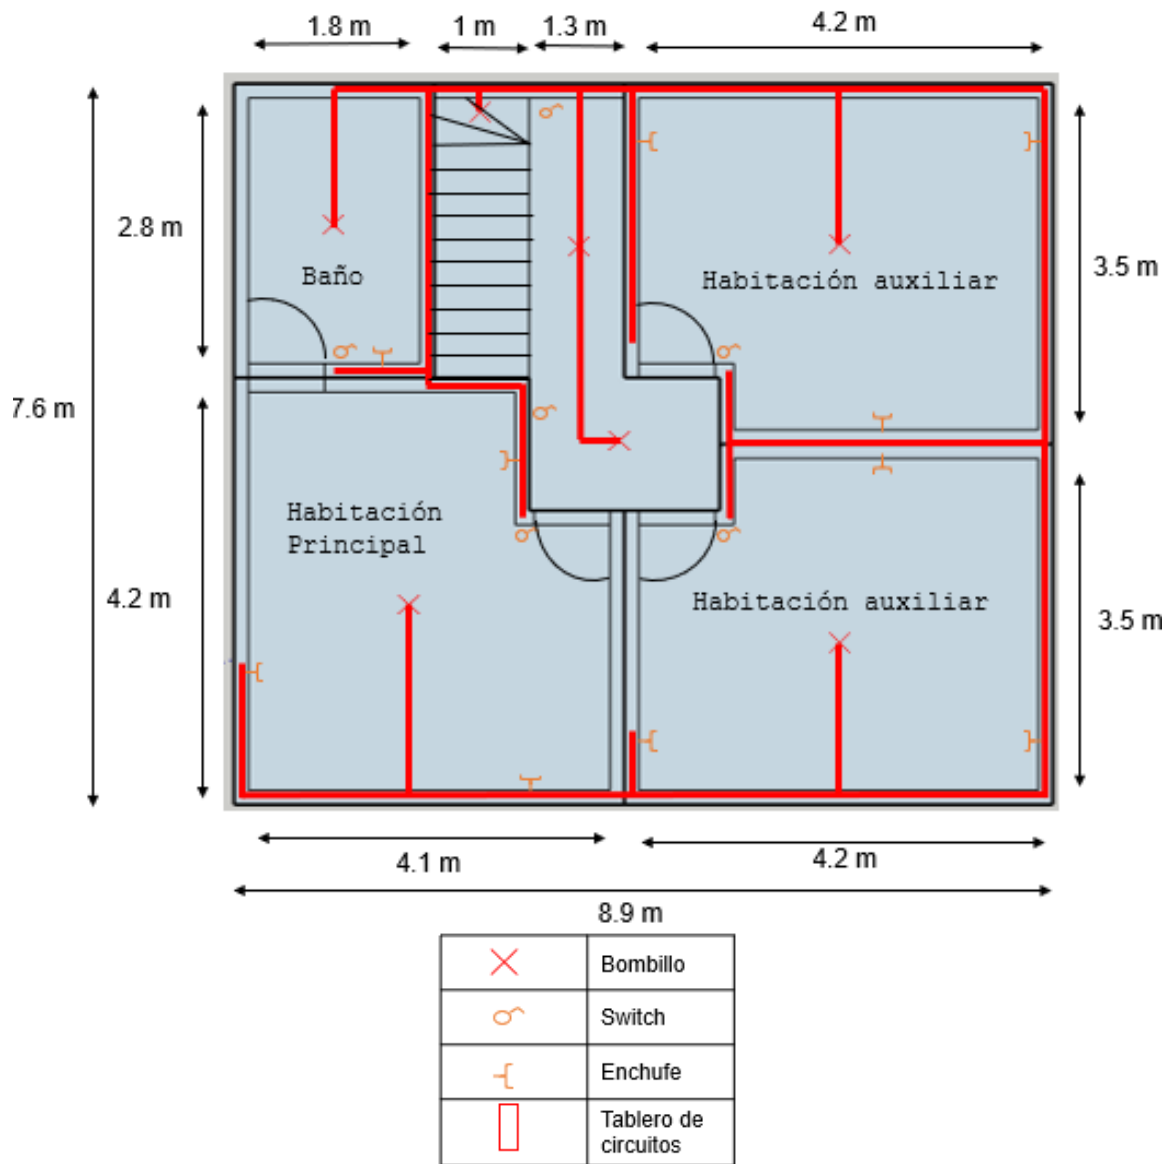 1.8 m
1 m
1.3 m
4.2 m
2.8 m
Baño
Habitación auxiliar
3.5 m
7.6 m
Habitación
Principal
4.2 m
Habitación auxiliar
3.5 m
4.1 m
4.2 m
8.9 m
Bombillo
Switch
Enchufe
Tablero de
circuitos